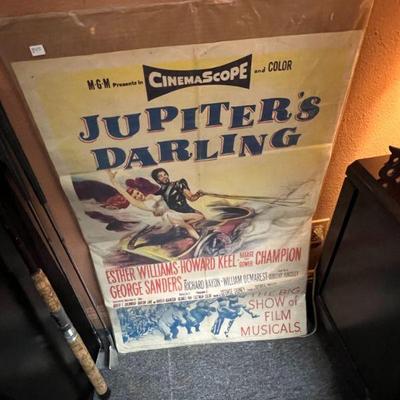 M-G-M Presents in CINEMASCOPE and COLOR
JUPITER'S
DARLING
ESTHER WILLIAMS · HOWARD KEEL MARGE GOWER CHAMPION
GEORGE SANDERS
RICHARD HAYDN · WILLIAM DEMAREST
THE BIG
SHOW of FILM
MUSICALS